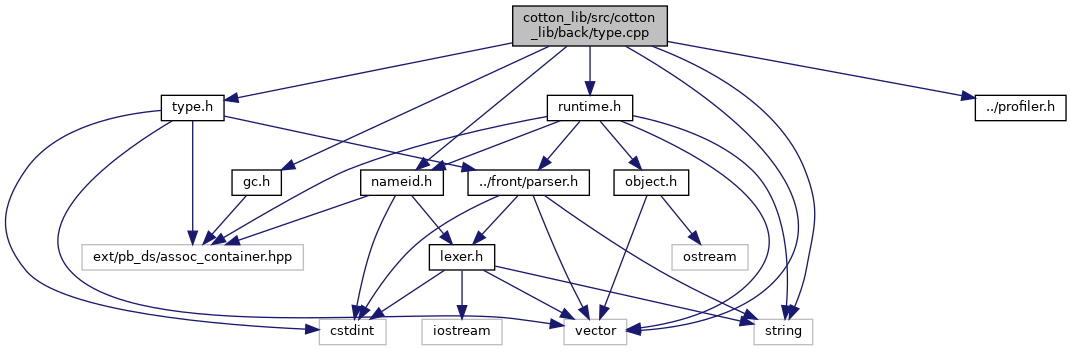 cotton_lib/src/cotton
_lib/back/type.cpp
type.h
runtime.h
../profiler.h
gc.h
nameid.h
../front/parser.h
object.h
ext/pb_ds/assoc_container.hpp
lexer.h
ostream
cstdint
iostream
vector
string